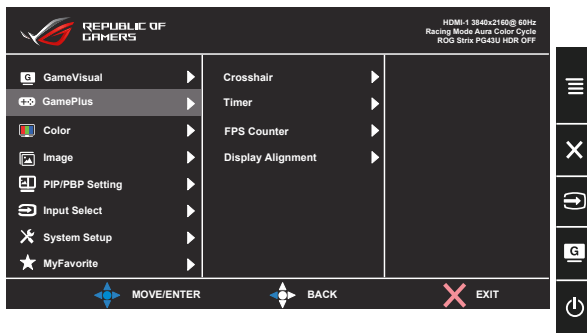 REPUBLIC OF
GAMERS
HDMI-1 3840x2160@ 60Hz
Racing Mode Aura Color Cycle
ROG Strix PG43U HDR OFF
G GameVisual
GamePlus
Color
Image
PIP/PBP Setting
Input Select
System Setup
MyFavorite
Crosshair
Timer
FPS Counter
Display Alignment
MOVE/ENTER
BACK
EXIT
G